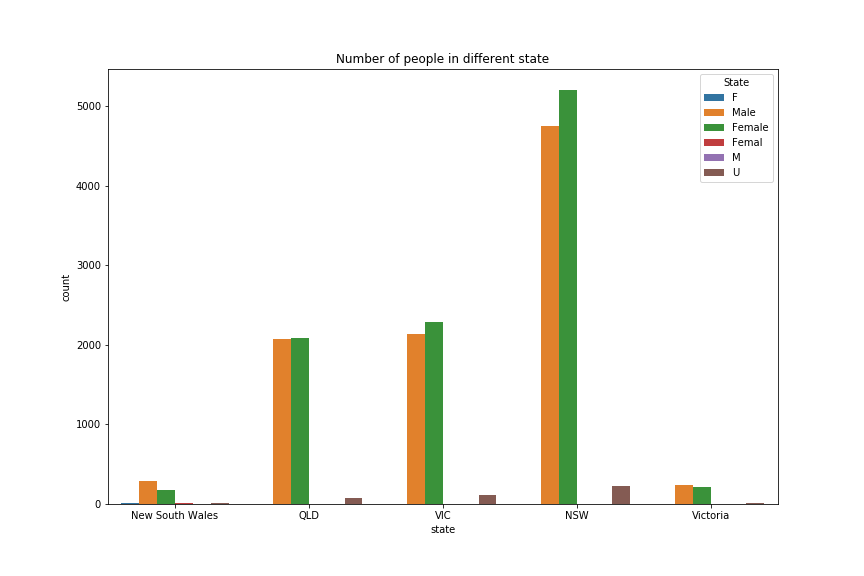 Number of people in different state
State
F
Male
Female
Femal
M
U
5000
4000
3000
2000
1000
0
count
New South Wales QLD VIC NSW Victoria
state